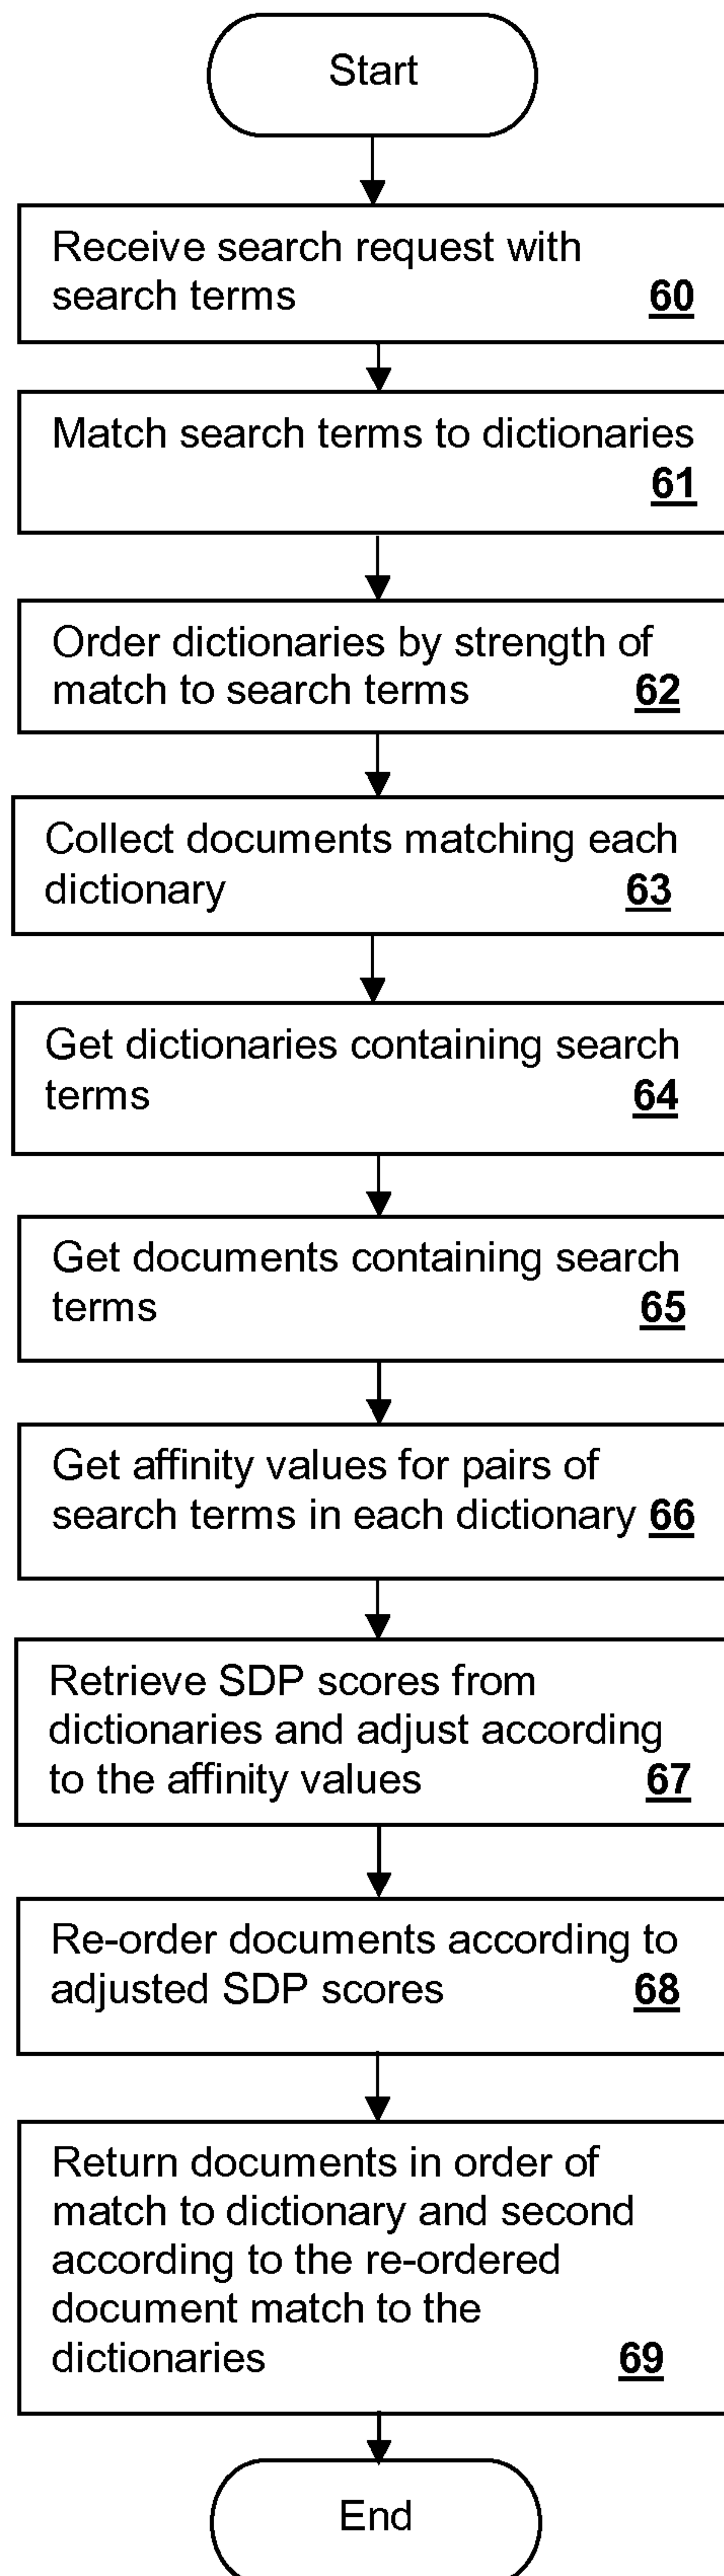 Start
Receive search request with
search terms 60
Match search terms to dictionaries
61
Order dictionaries by strength of
match to search terms 62
Collect documents matching each
dictionary 63
Get dictionaries containing search
terms 64
Get documents containing search
terms 65
Get affinity values for pairs of
search terms in each dictionary 66
Retrieve SDP scores from
dictionaries and adjust according
to the affinity values 67
Re-order documents according to
adjusted SDP scores 68
Return documents in order of
match to dictionary and second
according to the re-ordered
document match to the
dictionaries 69
End